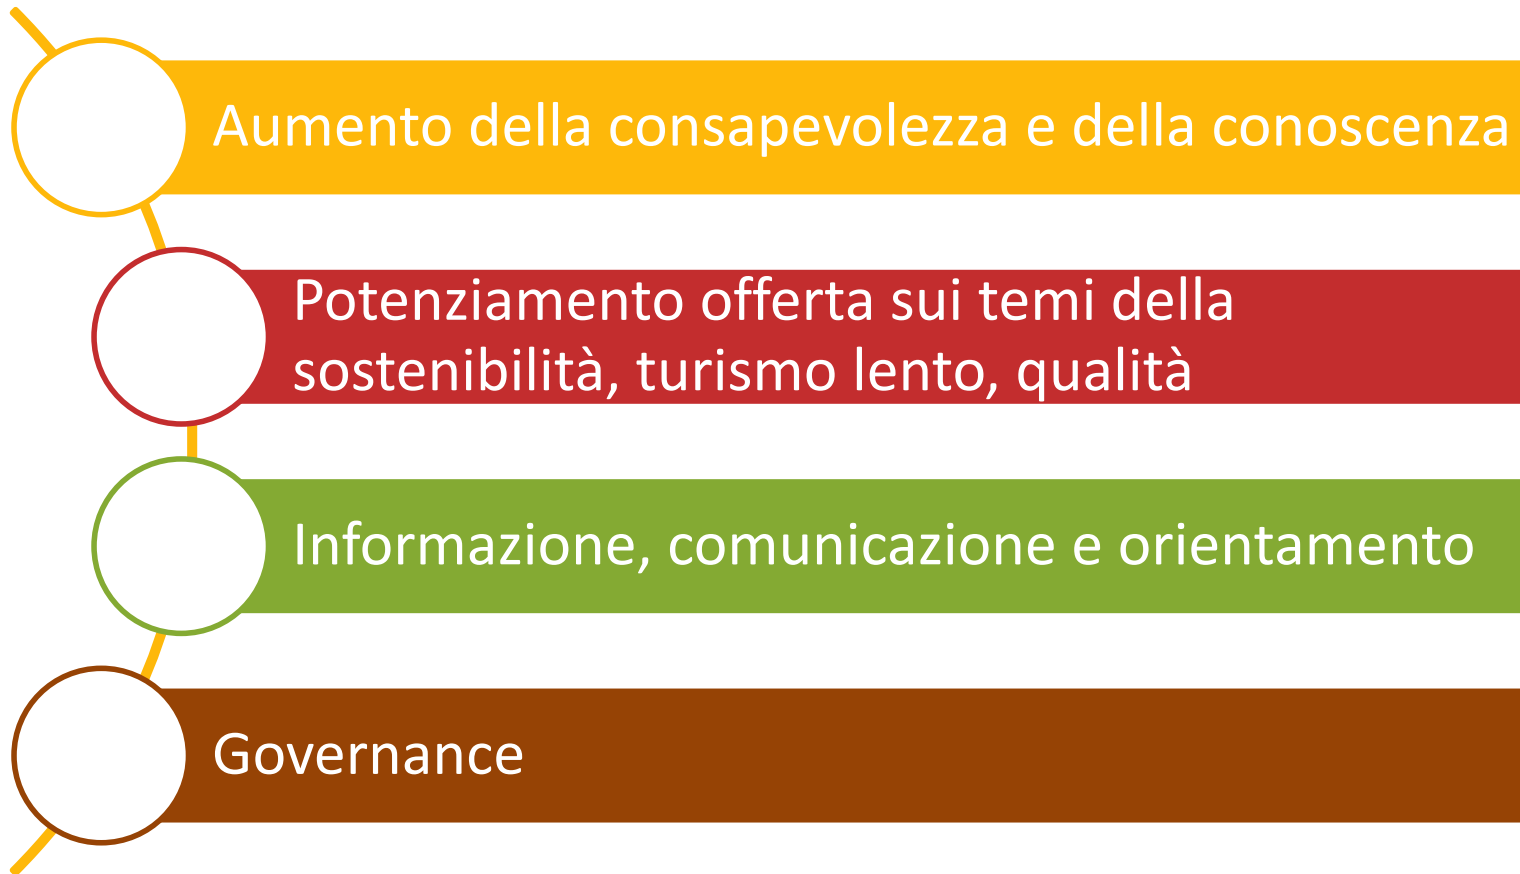 Aumento della consapevolezza e della conoscenza
Potenziamento offerta sui temi della
sostenibilità, turismo lento, qualità
Informazione, comunicazione e orientamento
Governance